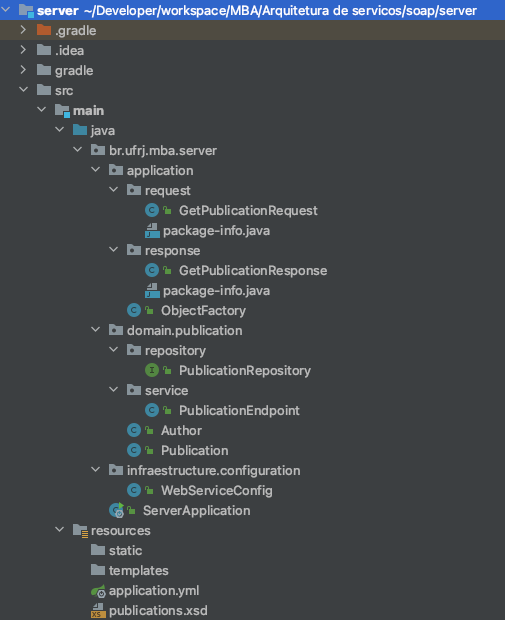 server ~/Developer/workspace/MBA/Arquitetura de servicos/soap/server
.gradle
.idea
gradle
src
main
java
br.ufrj.mba.server
application
request
GetPublicationRequest
package-info.java
response
GetPublicationResponse
package-info.java
ObjectFactory
domain.publication
repository
PublicationRepository
service
PublicationEndpoint
Author
Publication
infraestructure.configuration
WebServiceConfig
ServerApplication
resources
static
templates
application.yml
publications.xsd